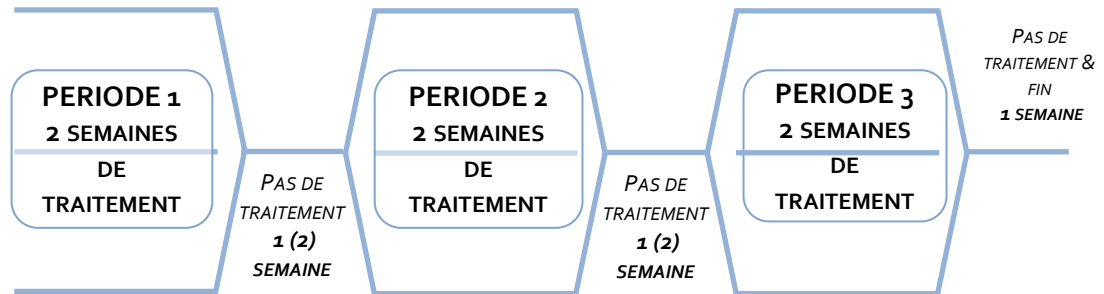 PERIODE 1
2 SEMAINES
DE
TRAITEMENT
PAS DE
TRAITEMENT
1 (2)
SEMAINE
PERIODE 2
2 SEMAINES
DE
TRAITEMENT
PAS DE
TRAITEMENT
1 (2)
SEMAINE
PERIODE 3
2 SEMAINES
DE
TRAITEMENT
PAS DE
TRAITEMENT &
FIN
1 SEMAINE